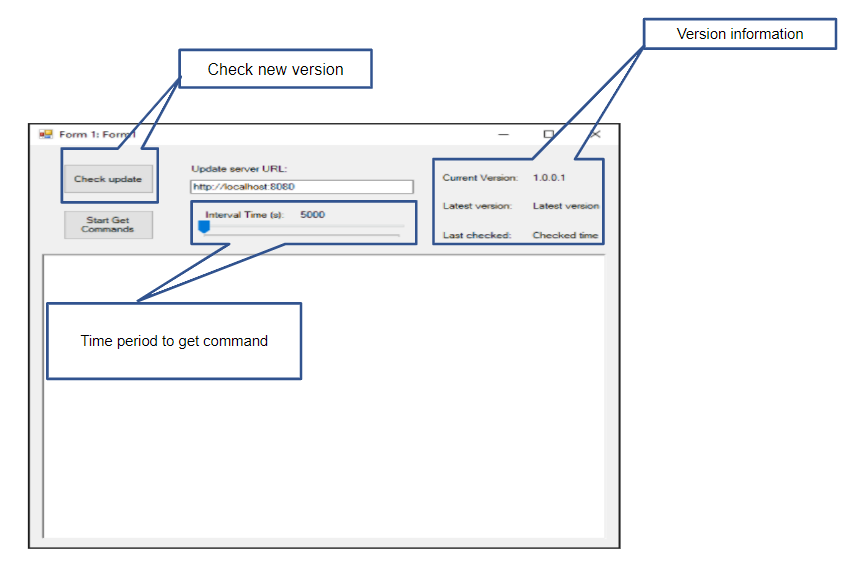 Version information
Check new version
Form 1: Form1
Check update
Update server URL:
http://localhost:8080
Current Version: 1.0.0.1
Start Get
Commands
Interval Time (s): 5000
Latest version: Latest version
Last checked: Checked time
Time period to get command